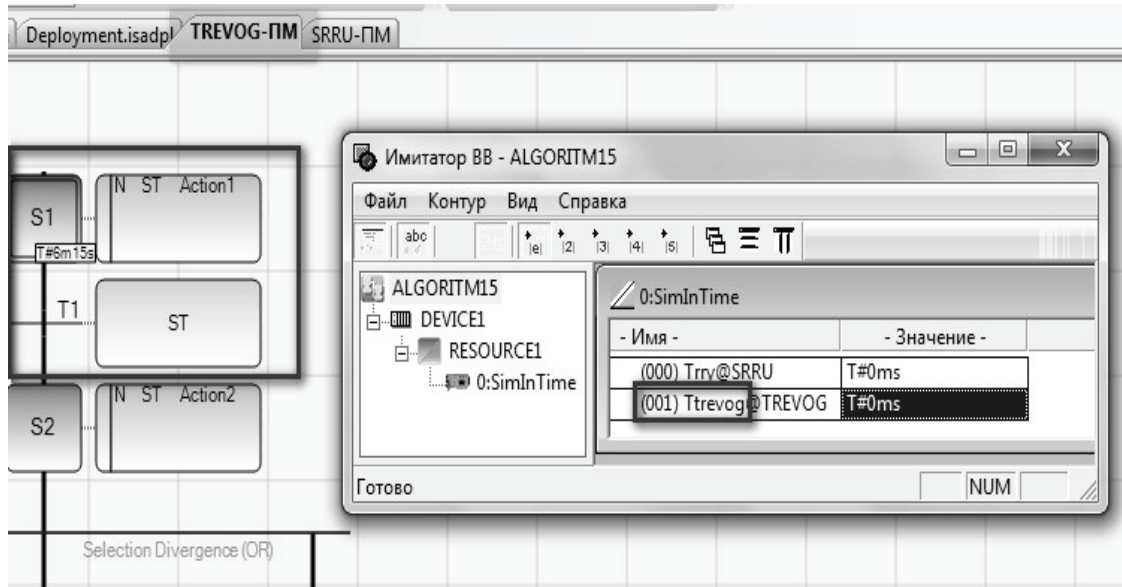 Deployment.isadpl TREVOG-ПМ SRRU-ПМ
N ST Action1
S1
T#6m15s
T1
ST
N ST Action2
S2
Selection Divergence (OR)
Имитатор ВВ - ALGORITM15
Файл Контур Вид Справка
abc |e| |2| |3| |4| |5|
ALGORITM15
DEVICE1
RESOURCE1
0:SimInTime
0:SimInTime
- Имя - - Значение -
(000) Trry@SRRU T#0ms
(001) Ttrevog@TREVOG T#0ms
Готово NUM